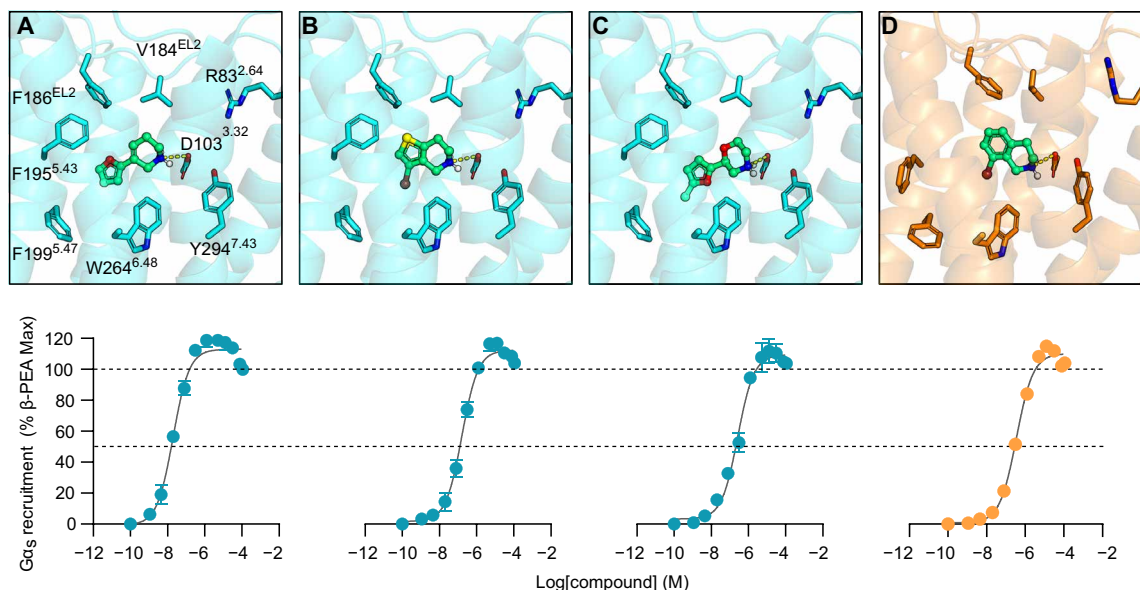 A
B
C
D
V184EL2
R832.64
F186EL2
D1033.32
F1955.43
F1995.47
Y2947.43
W2646.48
Gαs recruitment (% β-PEA Max)
120
100
80
60
40
20
0
−12 −10 −8 −6 −4 −2
−12 −10 −8 −6 −4 −2
−12 −10 −8 −6 −4 −2
−12 −10 −8 −6 −4 −2
Log[compound] (M)